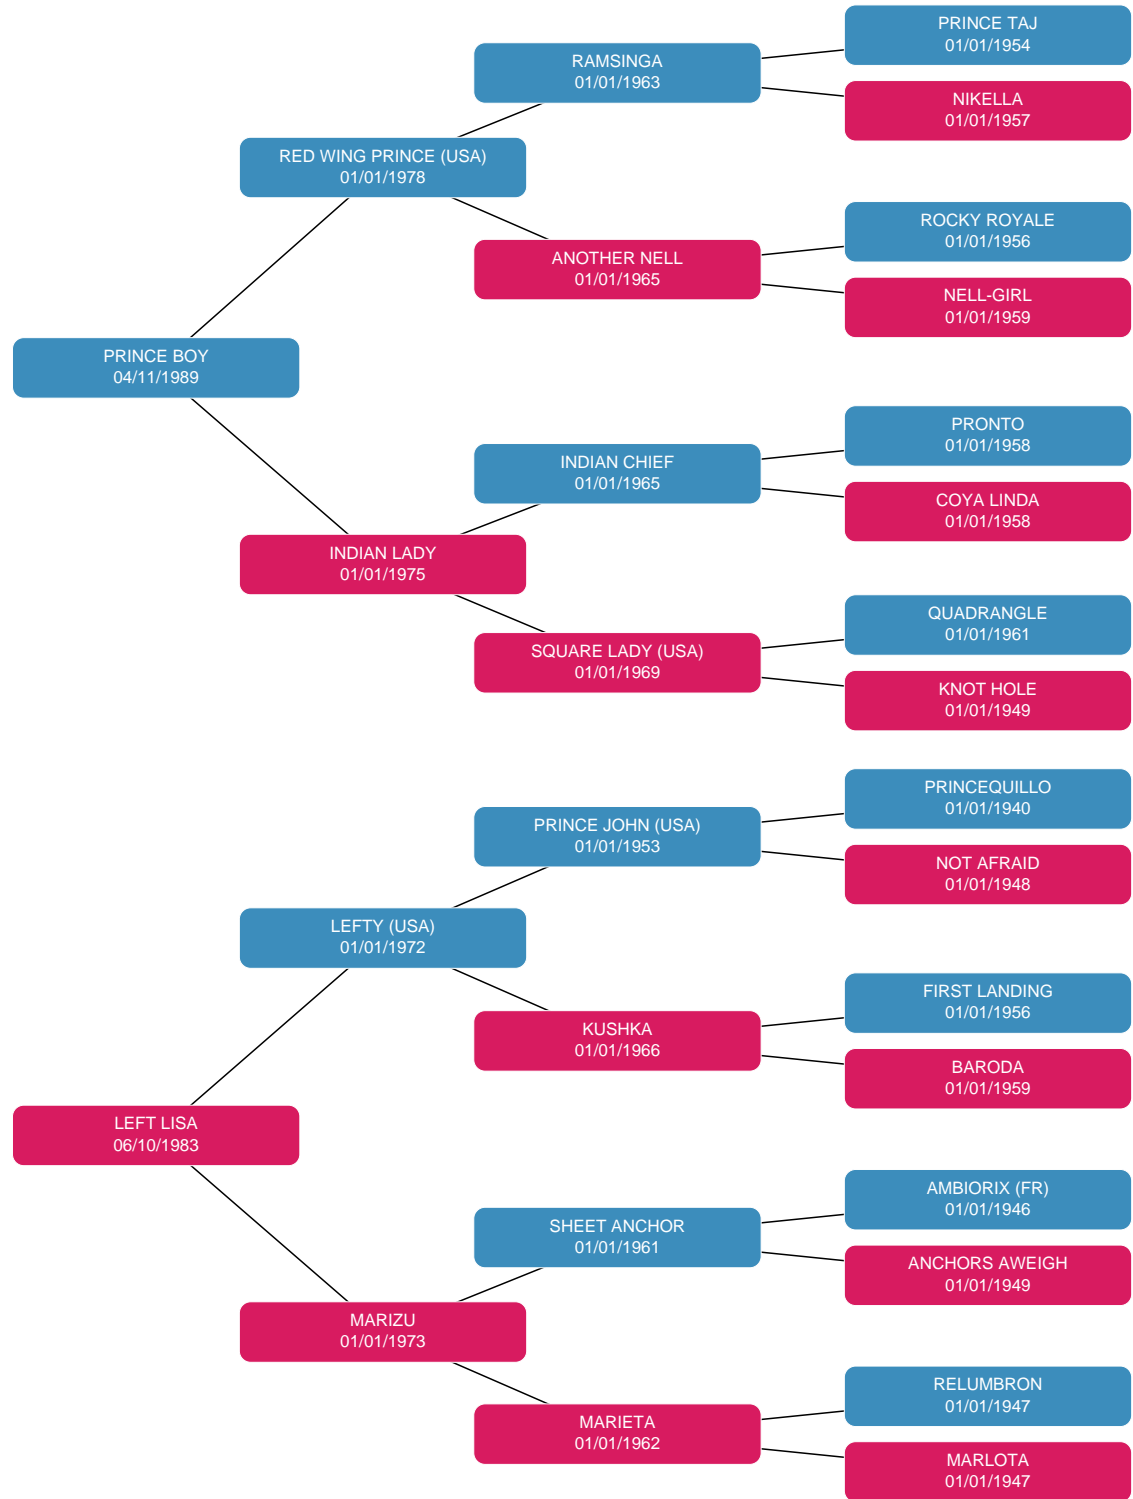 PRINCE TAJ
01/01/1954
RAMSINGA
01/01/1963
NIKELLA
01/01/1957
RED WING PRINCE (USA)
01/01/1978
ROCKY ROYALE
01/01/1956
ANOTHER NELL
01/01/1965
NELL-GIRL
01/01/1959
PRINCE BOY
04/11/1989
PRONTO
01/01/1958
INDIAN CHIEF
01/01/1965
COYA LINDA
01/01/1958
INDIAN LADY
01/01/1975
QUADRANGLE
01/01/1961
SQUARE LADY (USA)
01/01/1969
KNOT HOLE
01/01/1949
PRINCEQUILLO
01/01/1940
PRINCE JOHN (USA)
01/01/1953
NOT AFRAID
01/01/1948
LEFTY (USA)
01/01/1972
FIRST LANDING
01/01/1956
KUSHKA
01/01/1966
BARODA
01/01/1959
LEFT LISA
06/10/1983
AMBIORIX (FR)
01/01/1946
SHEET ANCHOR
01/01/1961
ANCHORS AWEIGH
01/01/1949
MARIZU
01/01/1973
RELUMBRON
01/01/1947
MARIETA
01/01/1962
MARLOTA
01/01/1947